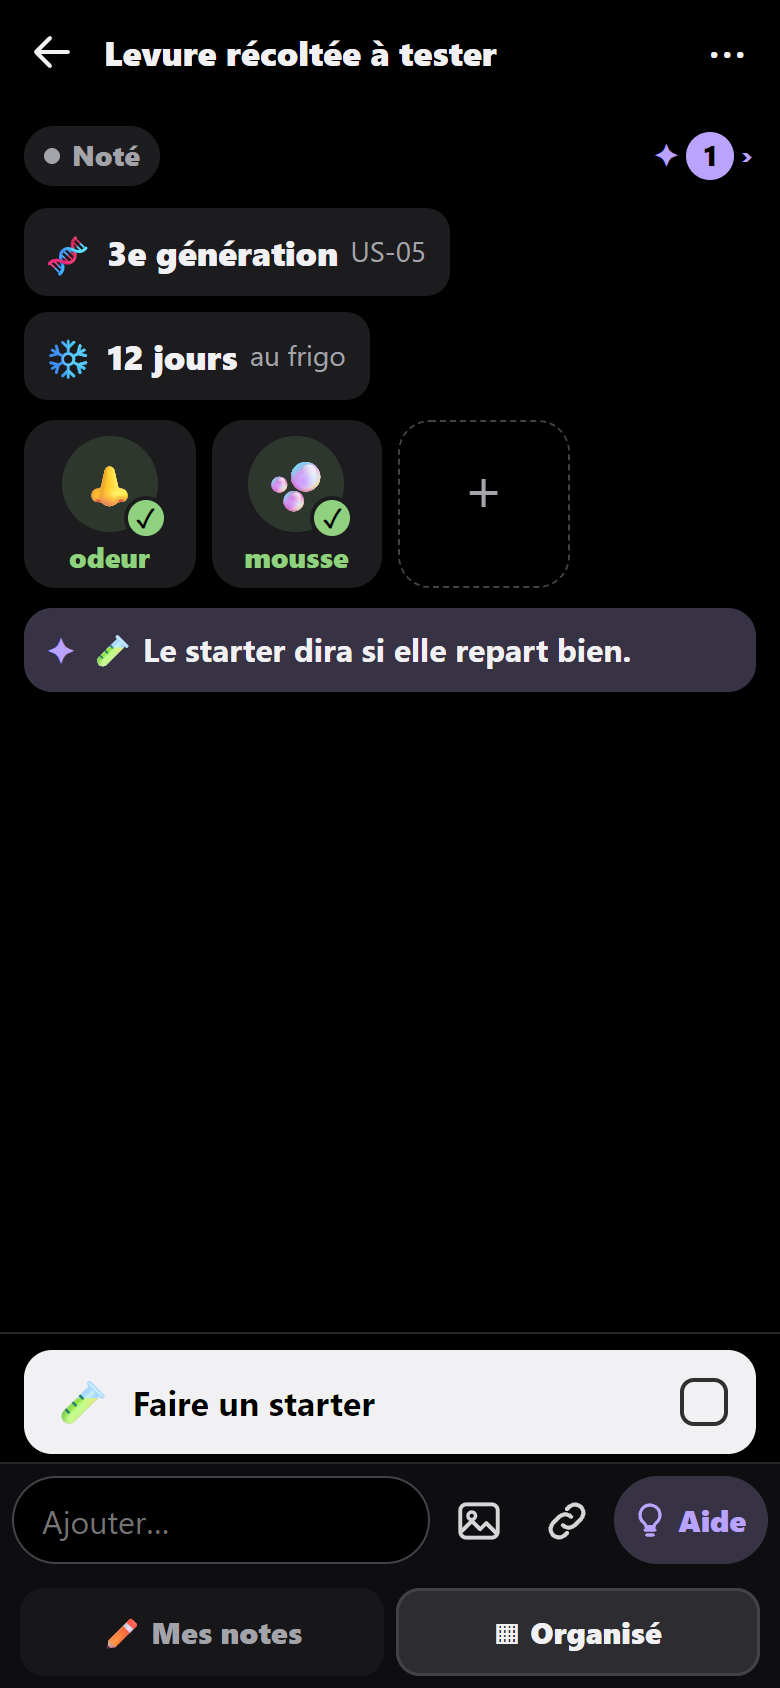 Levure récoltée à tester
Noté
1
3e génération US-05
12 jours au frigo
odeur
mousse
Le starter dira si elle repart bien.
Faire un starter
Ajouter...
Aide
Mes notes
Organisé